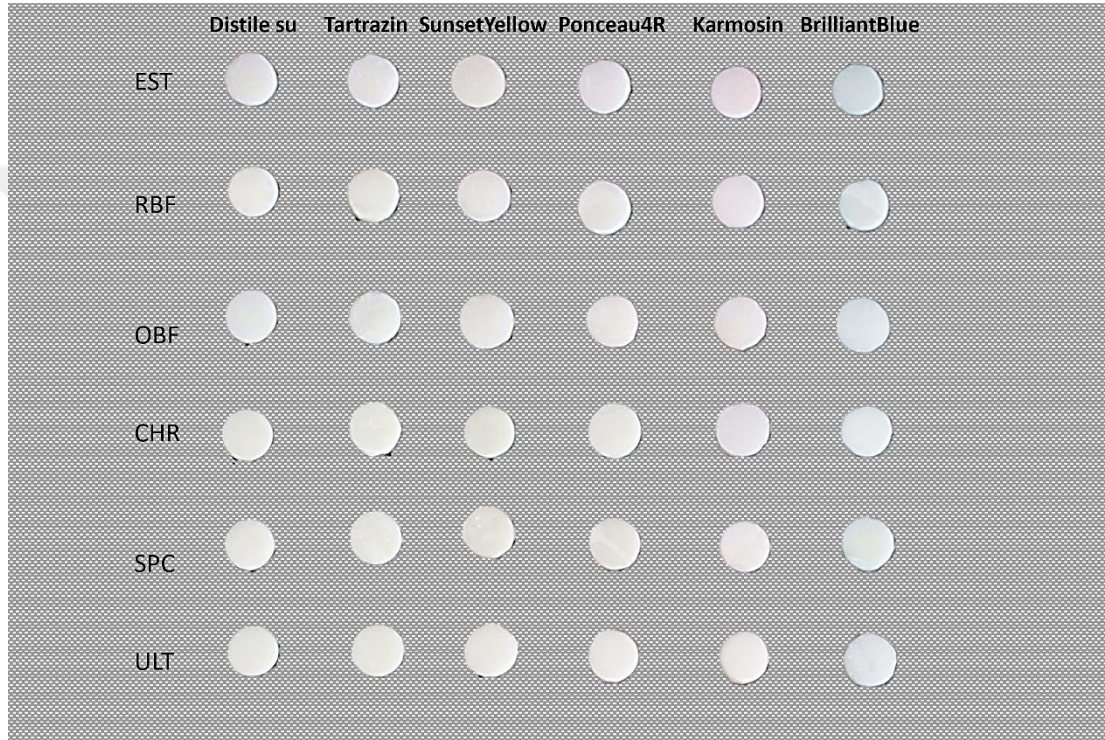 Distile su Tartrazin SunsetYellow Ponceau4R Karmosin BrilliantBlue
EST
RBF
OBF
CHR
SPC
ULT